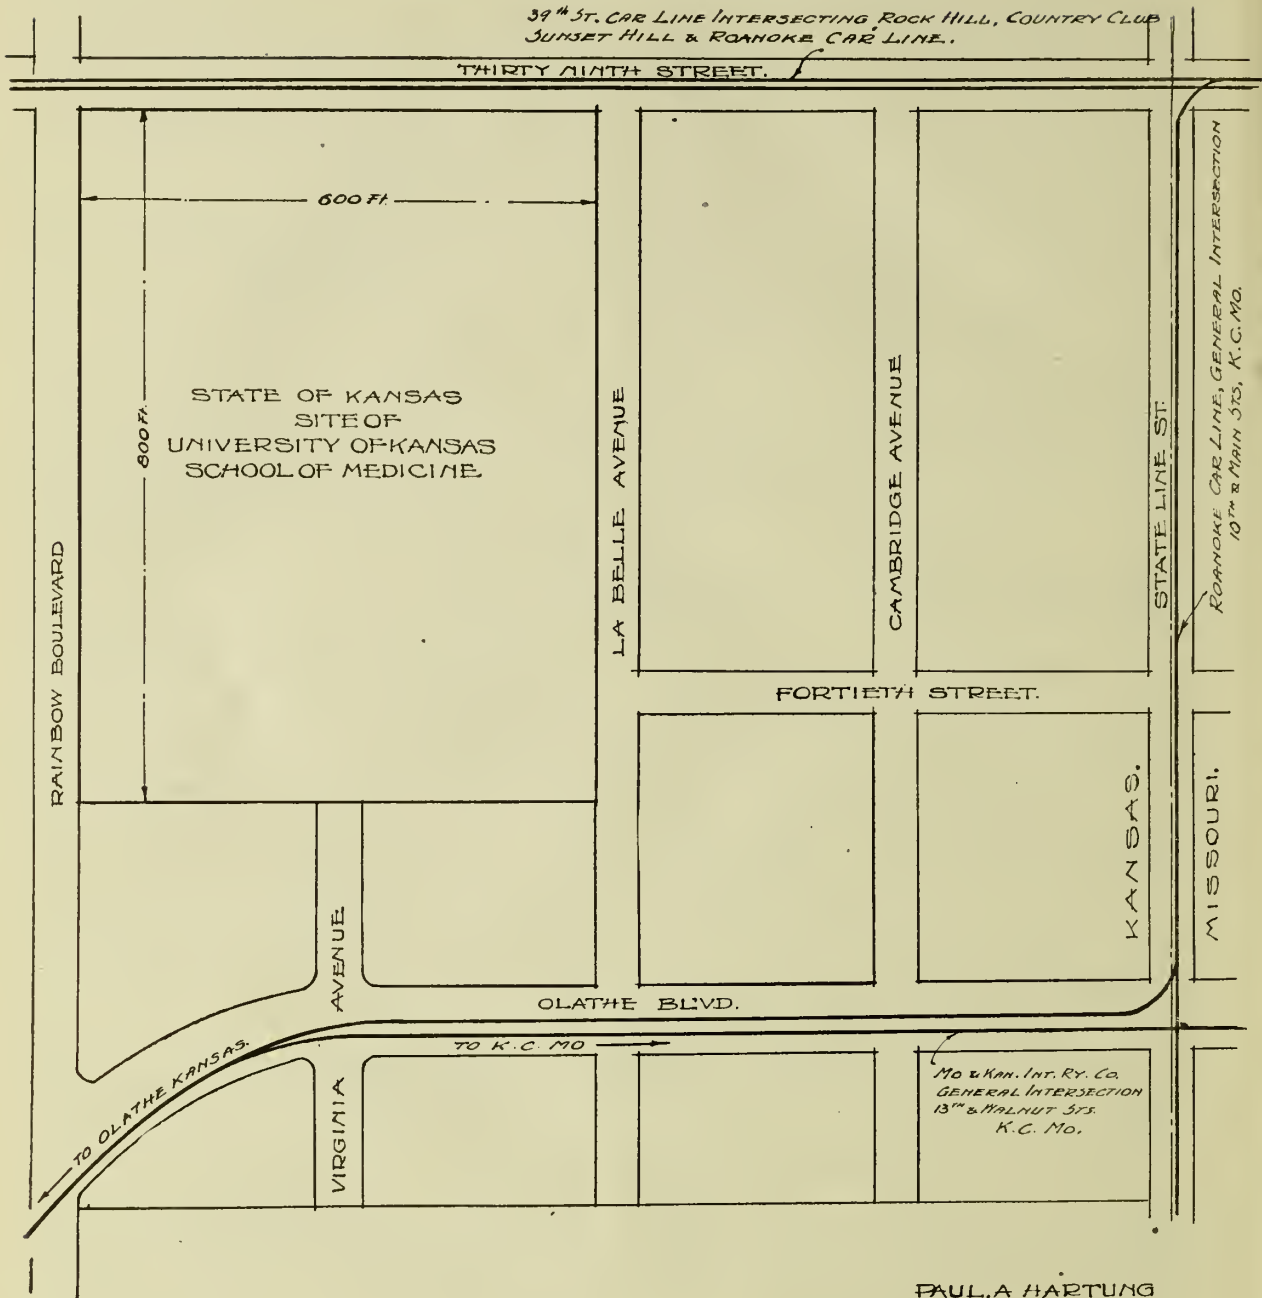 39th ST. CAR LINE INTERSECTING ROCK HILL, COUNTRY CLUB
SUNSET HILL & ROANOKE CAR LINE.
THIRTY NINTH STREET.
600 Ft.
800 Ft.
STATE OF KANSAS
SITE OF
UNIVERSITY OF KANSAS
SCHOOL OF MEDICINE
RAINBOW BOULEVARD
LA BELLE AVENUE
CAMBRIDGE AVENUE
STATE LINE ST.
ROANOKE CAR LINE, GENERAL INTERSECTION
10TH & MAIN STS, K.C. MO.
FORTIETH STREET.
KANSAS.
MISSOURI.
VIRGINIA AVENUE
OLATHE BLVD.
TO K.C. MO
TO OLATHE KANSAS.
MO & KAN. INT. RY. CO.
GENERAL INTERSECTION
13TH & WALNUT STS.
K.C. MO.
PAUL.A HARTUNG